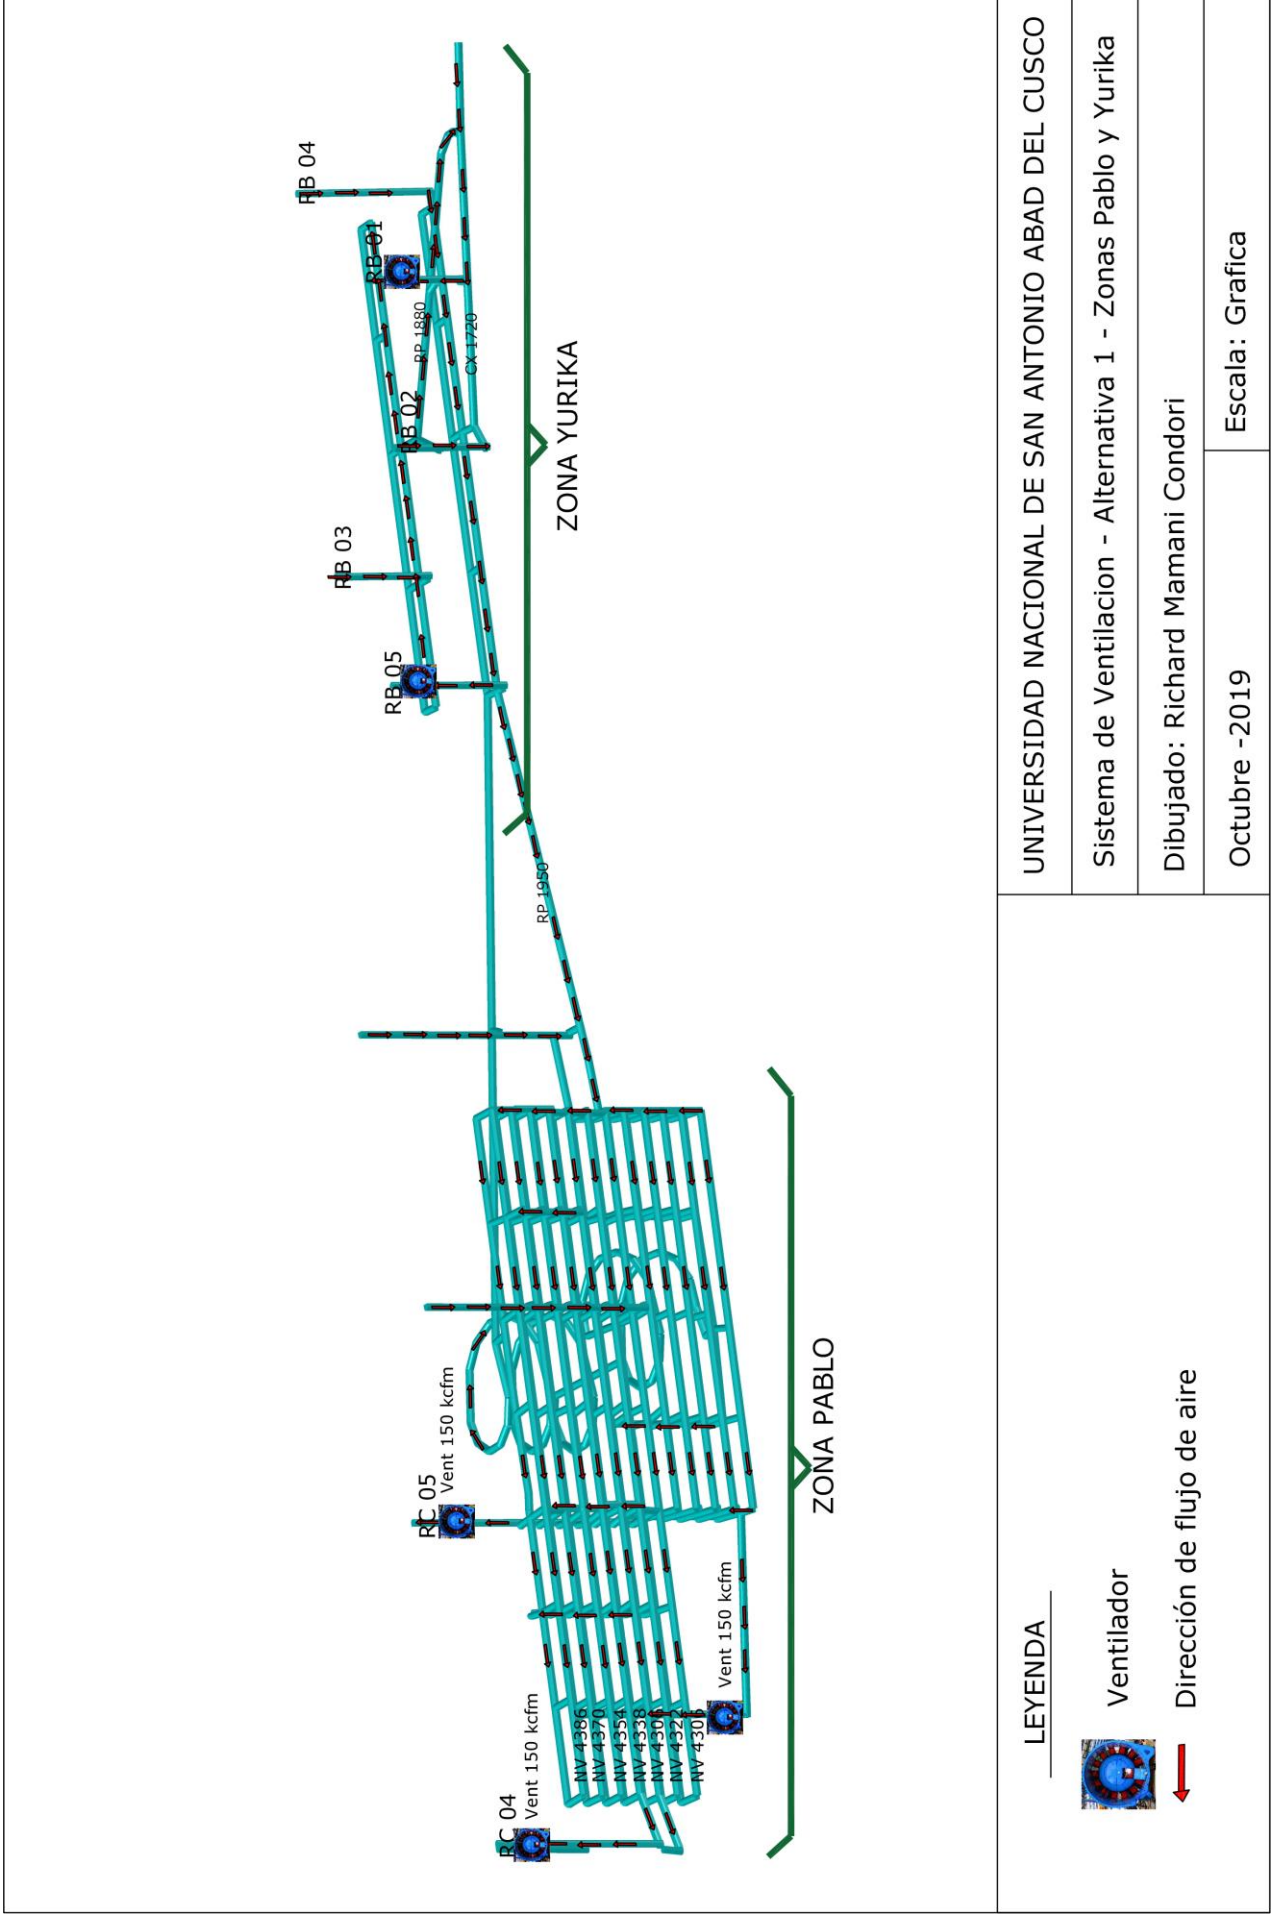 RB 04
RB 01
RP 1880
CX 1720
RB 02
ZONA YURIKA
RB 03
RB 05
RP 1950
RC 05
Vent 150 kcfm
ZONA PABLO
RC 04
Vent 150 kcfm
Vent 150 kcfm
NV 4386
NV 4370
NV 4354
NV 4338
NV 4306
NV 4322
NV 4306
LEYENDA
Ventilador
Dirección de flujo de aire
UNIVERSIDAD NACIONAL DE SAN ANTONIO ABAD DEL CUSCO
Sistema de Ventilacion - Alternativa 1 - Zonas Pablo y Yurika
Dibujado: Richard Mamani Condori
Octubre -2019
Escala: Grafica